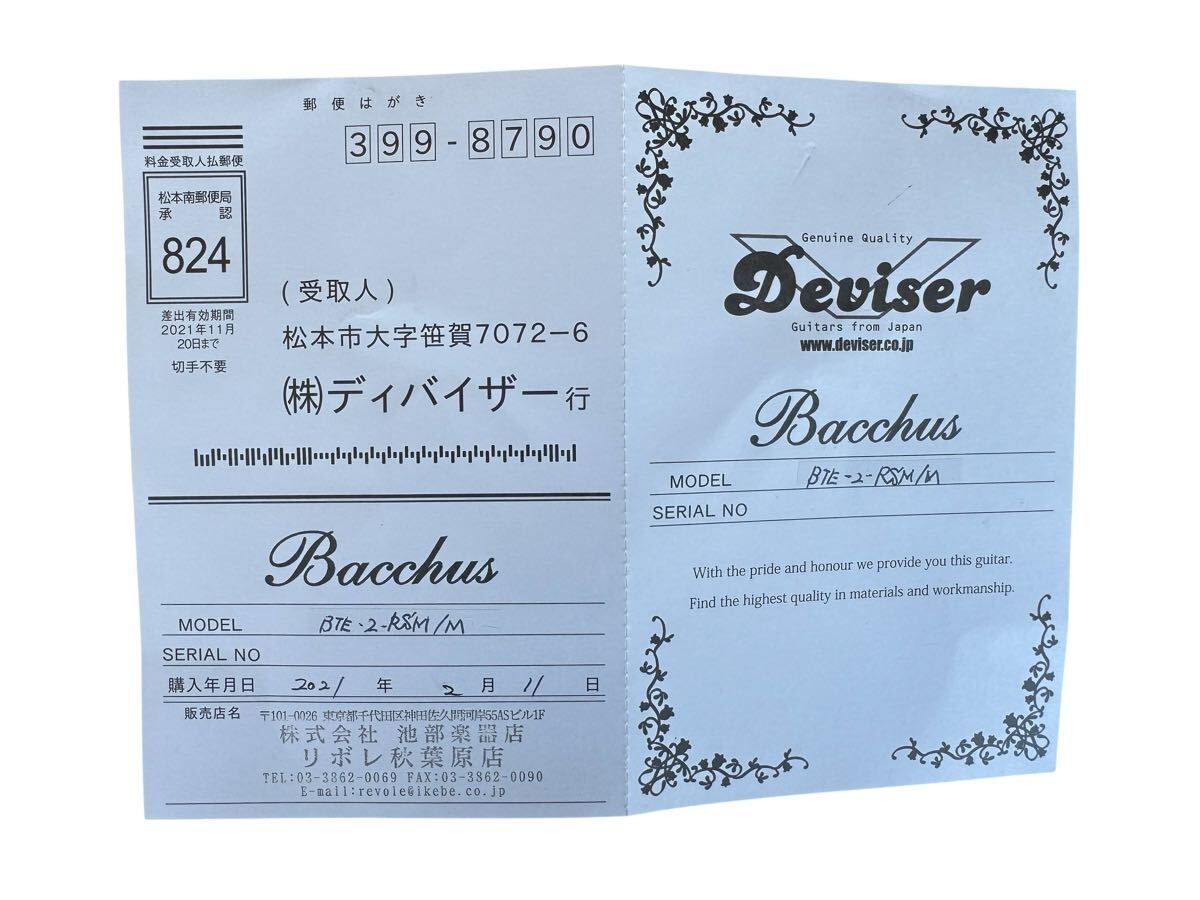 郵便はがき
399-8790
料金受取人払郵便
松本南郵便局
承認
824
差出有効期間
2021年11月
20日まで
切手不要
(受取人)
松本市大字笹賀7072-6
㈱ディバイザー行
Bacchus
MODEL BTE-2-RSM/M
SERIAL NO
購入年月日 2021年2月11日
販売店名 〒101-0026 東京都千代田区神田佐久間河岸55ASビル1F
株式会社 池部楽器店
リボレ秋葉原店
TEL:03-3862-0069 FAX:03-3862-0090
E-mail:revole@ikebe.co.jp
Genuine Quality
Deviser
Guitars from Japan
www.deviser.co.jp
Bacchus
MODEL BTE-2-RSM/M
SERIAL NO
With the pride and honour we provide you this guitar.
Find the highest quality in materials and workmanship.